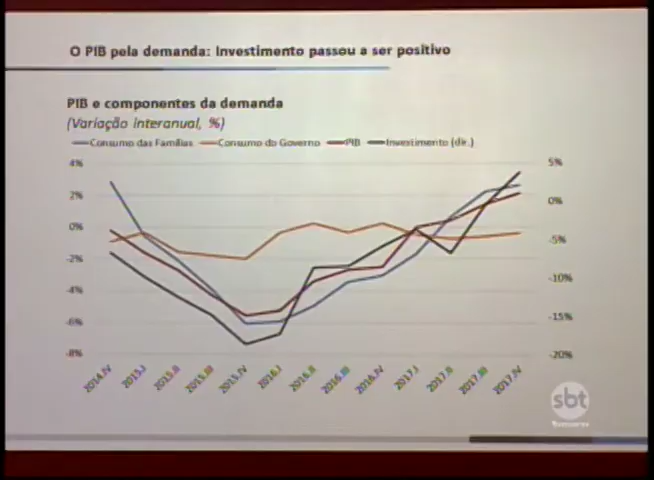 O PIB pela demanda: Investimento passou a ser positivo
PIB e componentes da demanda
(Variação interanual, %)
Consumo das Famílias Consumo do Governo PIB Investimento (dir.)
4% 5%
2% 0%
0% -5%
-2% -10%
-4% -15%
-6% -20%
-8%
2014.IV 2015.I 2015.II 2015.III 2015.IV 2016.I 2016.II 2016.III 2016.IV 2017.I 2017.II 2017.III 2017.IV
sbt